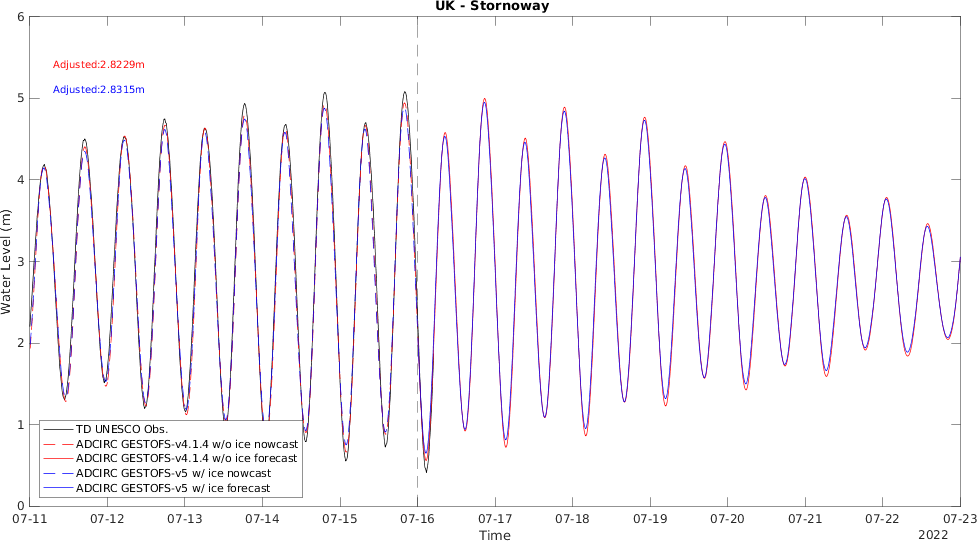 UK - Stornoway
6
Adjusted:2.8229m
Adjusted:2.8315m
5
4
3
2
1
0
Water Level (m)
TD UNESCO Obs.
ADCIRC GESTOFS-v4.1.4 w/o ice nowcast
ADCIRC GESTOFS-v4.1.4 w/o ice forecast
ADCIRC GESTOFS-v5 w/ ice nowcast
ADCIRC GESTOFS-v5 w/ ice forecast
07-11 07-12 07-13 07-14 07-15 07-16 07-17 07-18 07-19 07-20 07-21 07-22 07-23
Time 2022